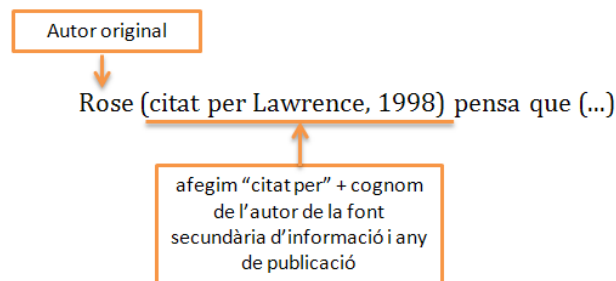 Autor original
Rose (citat per Lawrence, 1998) pensa que (...)
afegim “citat per” + cognom
de l’autor de la font
secundària d’informació i any
de publicació